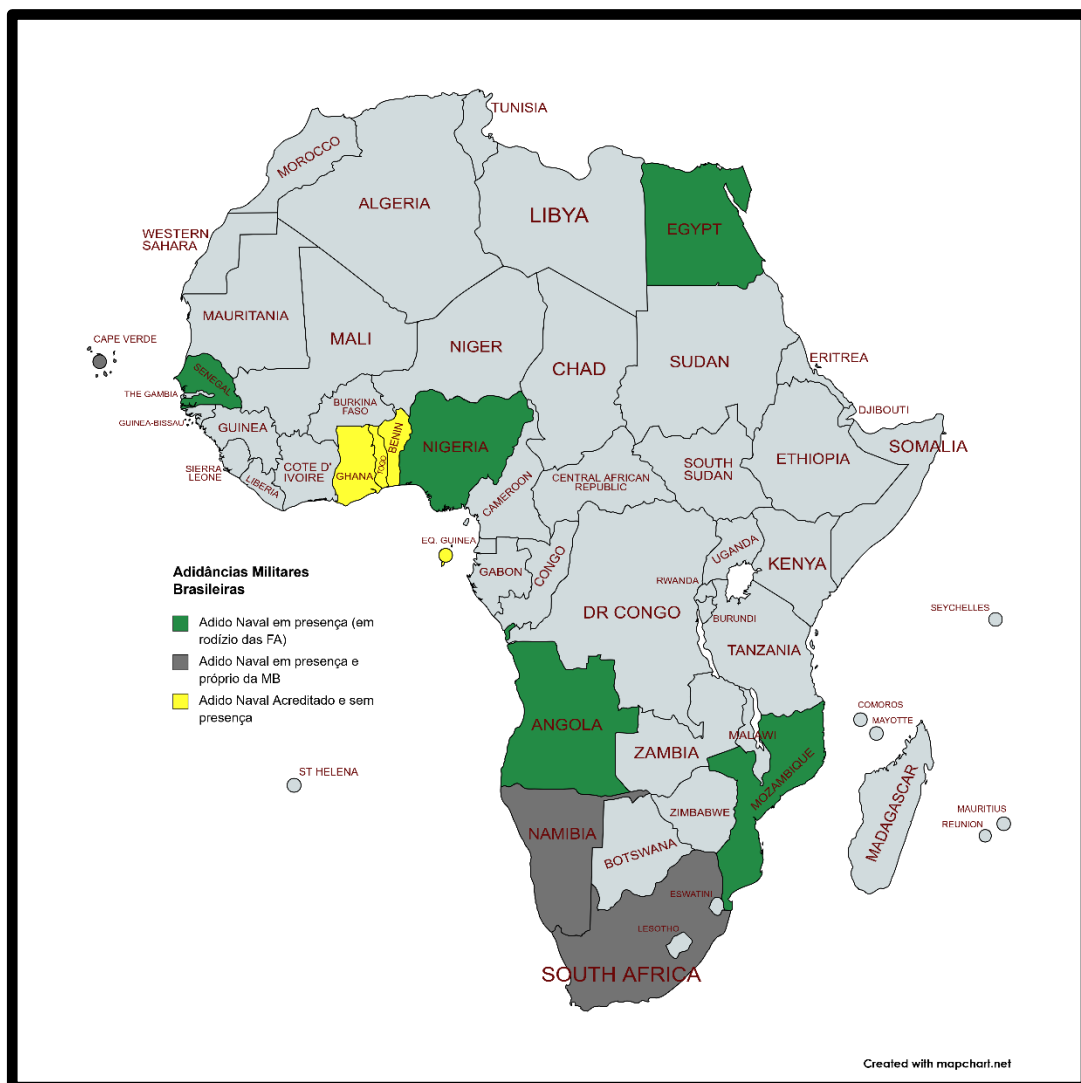 TUNISIA
MOROCCO
ALGERIA
LIBYA
EGYPT
WESTERN
SAHARA
MAURITANIA
MALI
NIGER
CHAD
SUDAN
ERITREA
CAPE VERDE
SENEGAL
THE GAMBIA
BURKINA
FASO
DJIBOUTI
GUINEA-BISSAU
GUINEA
BENIN
NIGERIA
SOMALIA
SIERRA
LEONE
COTE D'
IVOIRE
GHANA
TOGO
LIBERIA
CAMEROON
CENTRAL AFRICAN
REPUBLIC
SOUTH
SUDAN
ETHIOPIA
EQ. GUINEA
GABON
CONGO
UGANDA
KENYA
RWANDA
DR CONGO
BURUNDI
TANZANIA
SEYCHELLES
Adidâncias Militares
Brasileiras
Adido Naval em presença (em
rodízio das FA)
Adido Naval em presença e
próprio da MB
Adido Naval Acreditado e sem
presença
ANGOLA
ZAMBIA
MALAWI
MOZAMBIQUE
COMOROS
MAYOTTE
ST HELENA
MADAGASCAR
MAURITIUS
REUNION
NAMIBIA
ZIMBABWE
BOTSWANA
ESWATINI
LESOTHO
SOUTH AFRICA
Created with mapchart.net